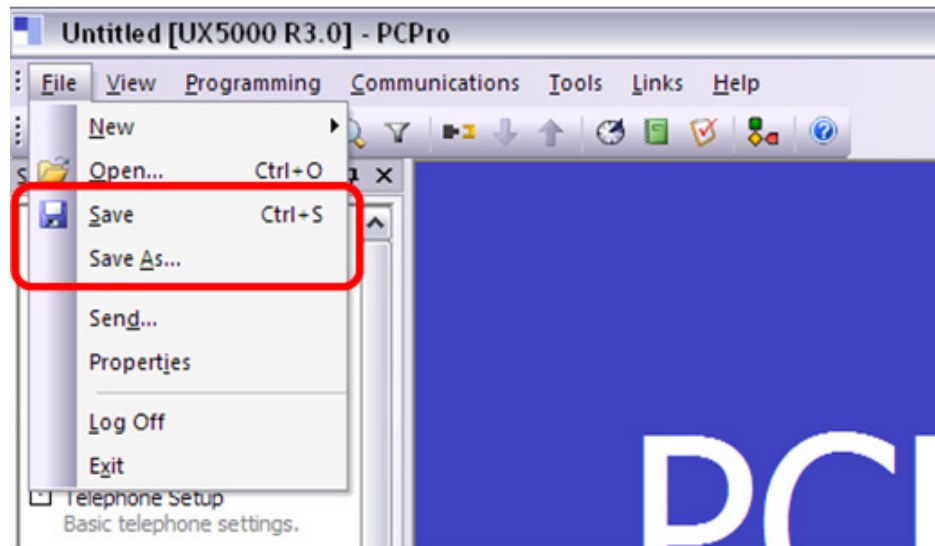 Untitled [UX5000 R3.0] - PCPro
File View Programming Communications Tools Links Help
New
Open... Ctrl+O
Save Ctrl+S
Save As...
Send...
Properties
Log Off
Exit
Telephone Setup
Basic telephone settings.